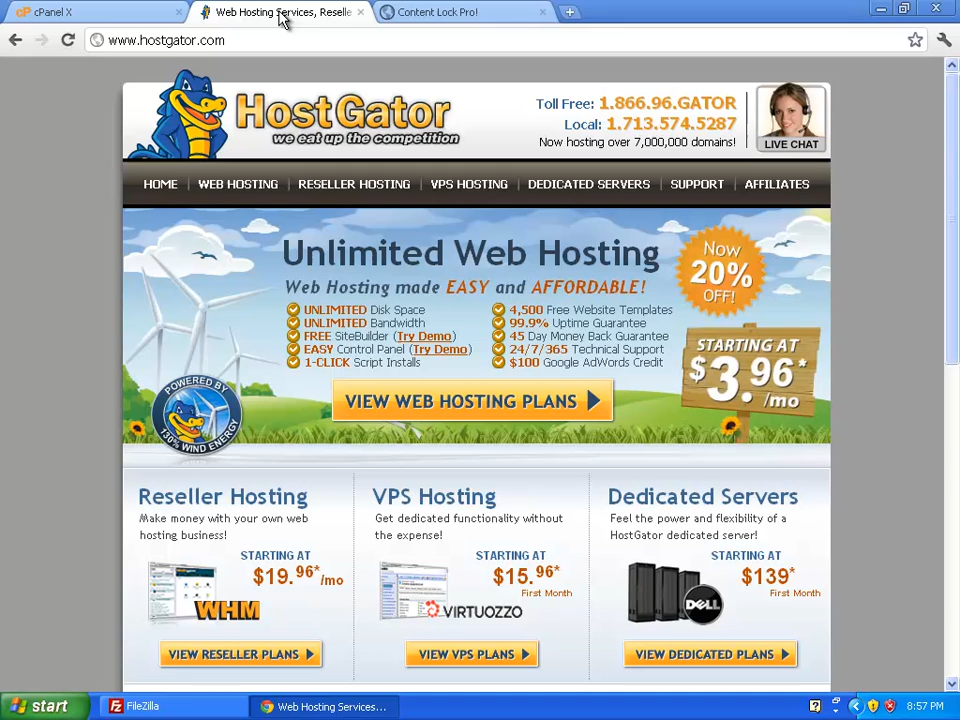 cPanel X
Web Hosting Services, Reselle
Content Lock Pro!
www.hostgator.com
HostGator
we eat up the competition
Toll Free: 1.866.96.GATOR
Local: 1.713.574.5287
Now hosting over 7,000,000 domains!
LIVE CHAT
HOME
WEB HOSTING
RESELLER HOSTING
VPS HOSTING
DEDICATED SERVERS
SUPPORT
AFFILIATES
Unlimited Web Hosting
Web Hosting made EASY and AFFORDABLE!
UNLIMITED Disk Space
UNLIMITED Bandwidth
FREE SiteBuilder (Try Demo)
EASY Control Panel (Try Demo)
1-CLICK Script Installs
4,500 Free Website Templates
99.9% Uptime Guarantee
45 Day Money Back Guarantee
24/7/365 Technical Support
$100 Google AdWords Credit
Now
20%
OFF!
STARTING AT
$3.96*
/mo
VIEW WEB HOSTING PLANS
POWERED BY
130% WIND ENERGY
Reseller Hosting
Make money with your own web
hosting business!
STARTING AT
$19.96*/mo
WHM
VIEW RESELLER PLANS
VPS Hosting
Get dedicated functionality without
the expense!
STARTING AT
$15.96*
First Month
VIRTUOZZO
VIEW VPS PLANS
Dedicated Servers
Feel the power and flexibility of a
HostGator dedicated server!
STARTING AT
$139*
First Month
DELL
VIEW DEDICATED PLANS
start
FileZilla
Web Hosting Services...
8:57 PM